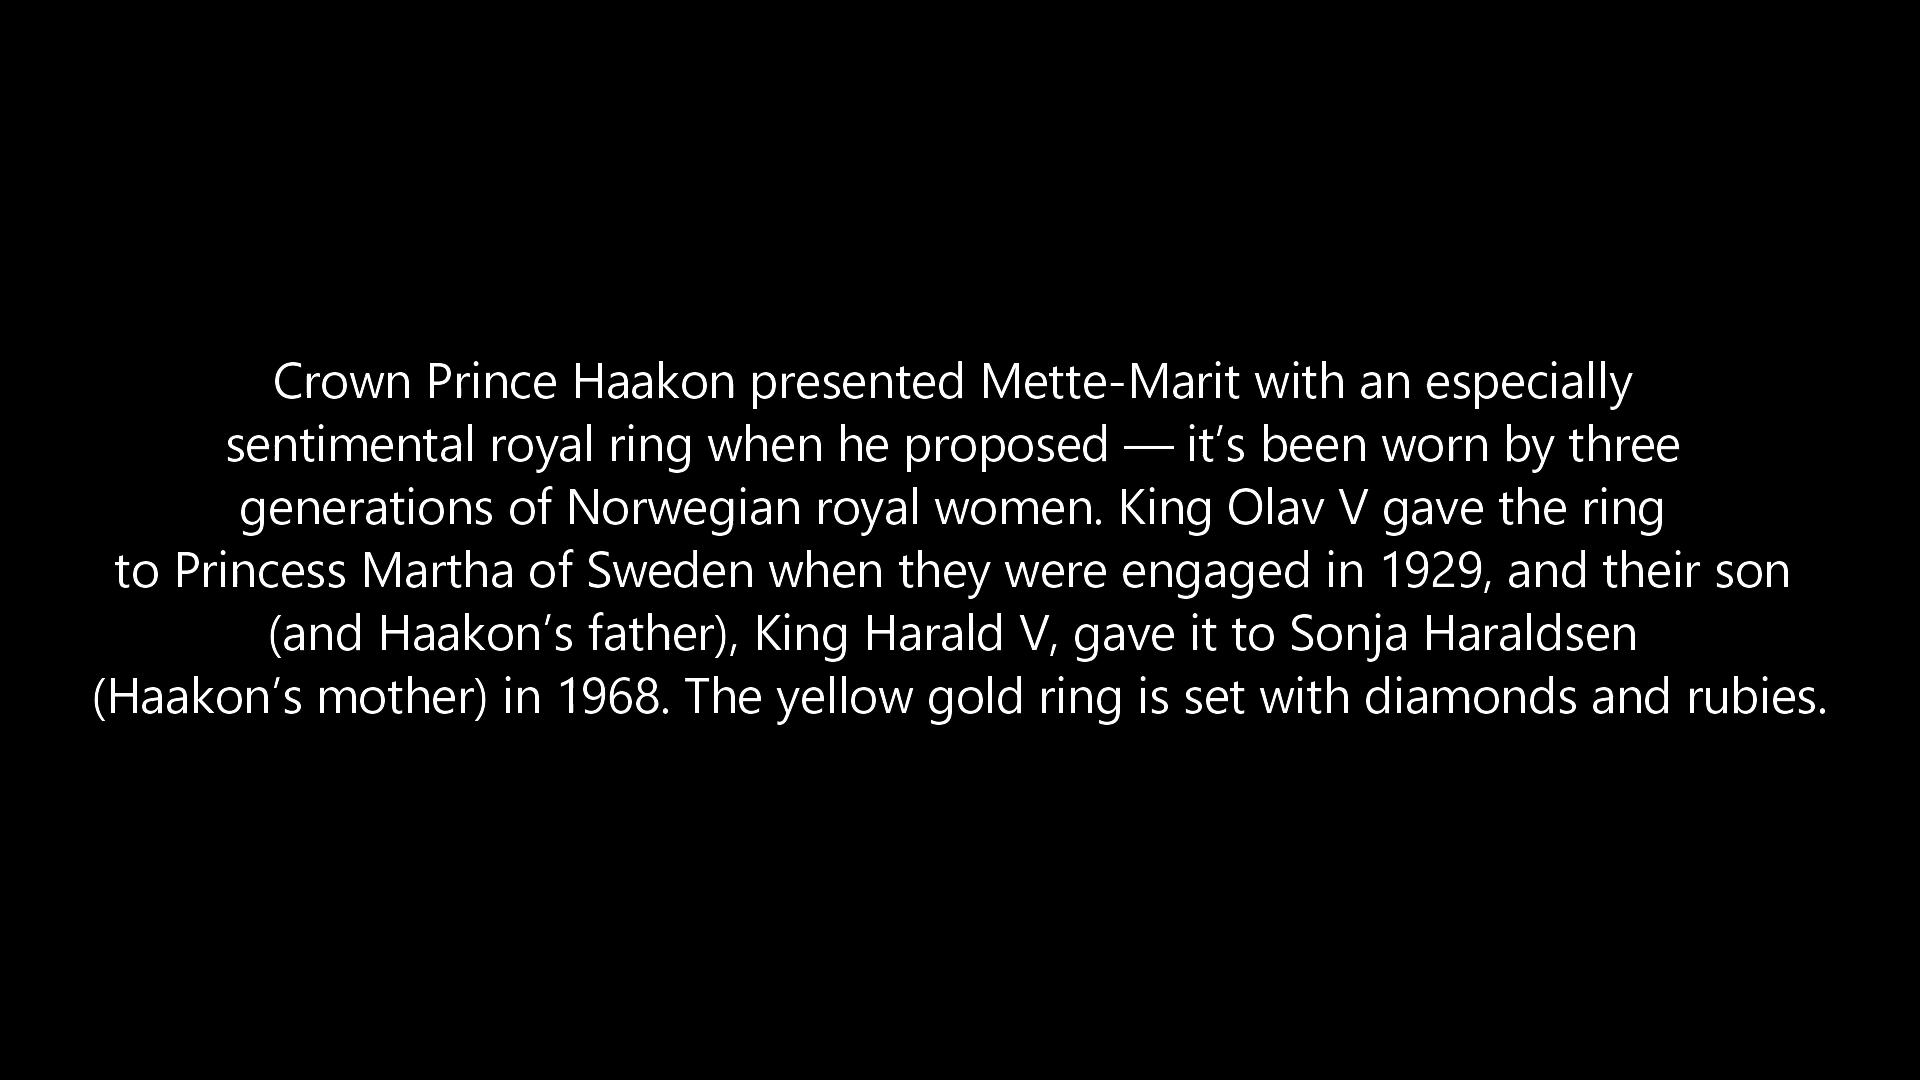 Crown Prince Haakon presented Mette-Marit with an especially
sentimental royal ring when he proposed — it’s been worn by three
generations of Norwegian royal women. King Olav V gave the ring
to Princess Martha of Sweden when they were engaged in 1929, and their son
(and Haakon’s father), King Harald V, gave it to Sonja Haraldsen
(Haakon’s mother) in 1968. The yellow gold ring is set with diamonds and rubies.